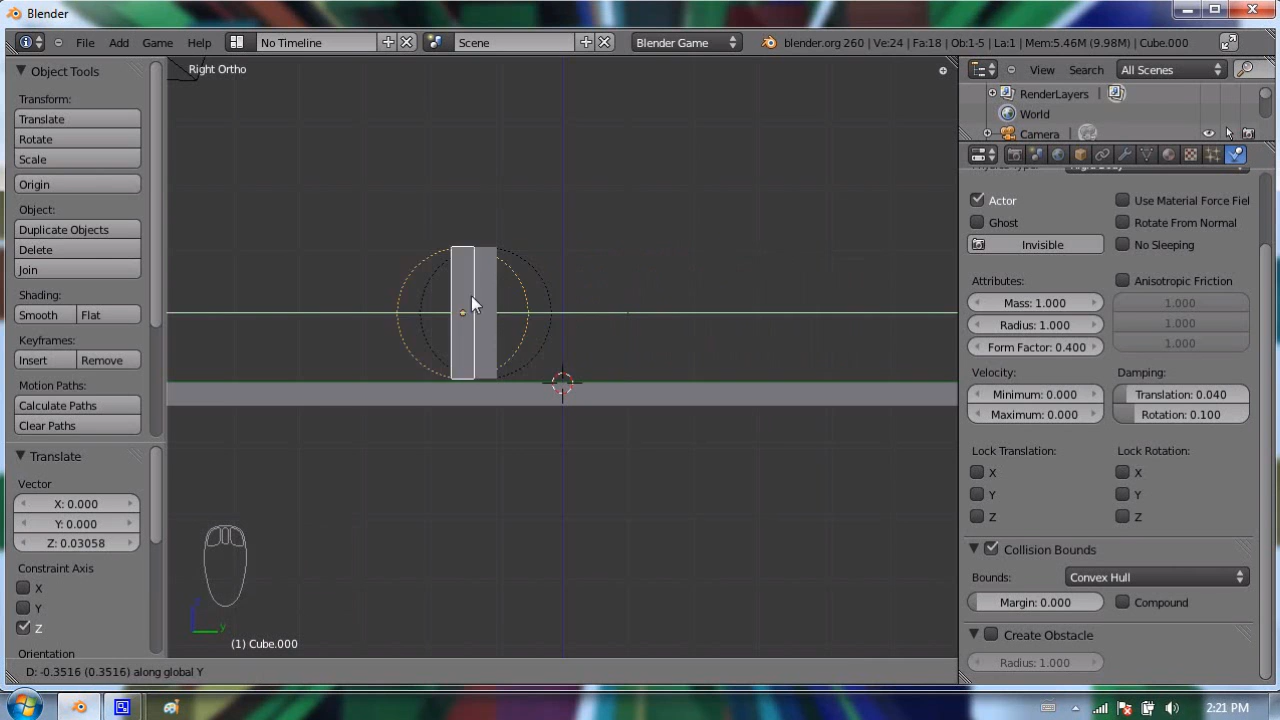 Blender
File Add Game Help No Timeline Scene Blender Game blender.org 260 | Ve:24 | Fa:18 | Ob:1-5 | La:1 | Mem:5.46M (9.98M) | Cube.000
Object Tools
Transform:
Translate
Rotate
Scale
Origin
Object:
Duplicate Objects
Delete
Join
Shading:
Smooth Flat
Keyframes:
Insert Remove
Motion Paths:
Calculate Paths
Clear Paths
Translate
Vector
X: 0.000
Y: 0.000
Z: 0.03058
Constraint Axis
X
Y
Z
Orientation
Right Ortho
z
y
(1) Cube.000
D: -0.3516 (0.3516) along global Y
View Search All Scenes
RenderLayers
World
Camera
Actor Use Material Force Fiel
Ghost Rotate From Normal
Invisible No Sleeping
Attributes: Anisotropic Friction
Mass: 1.000 1.000
Radius: 1.000 1.000
Form Factor: 0.400 1.000
Velocity: Damping:
Minimum: 0.000 Translation: 0.040
Maximum: 0.000 Rotation: 0.100
Lock Translation: Lock Rotation:
X X
Y Y
Z Z
Collision Bounds
Bounds: Convex Hull
Margin: 0.000 Compound
Create Obstacle
Radius: 1.000
2:21 PM